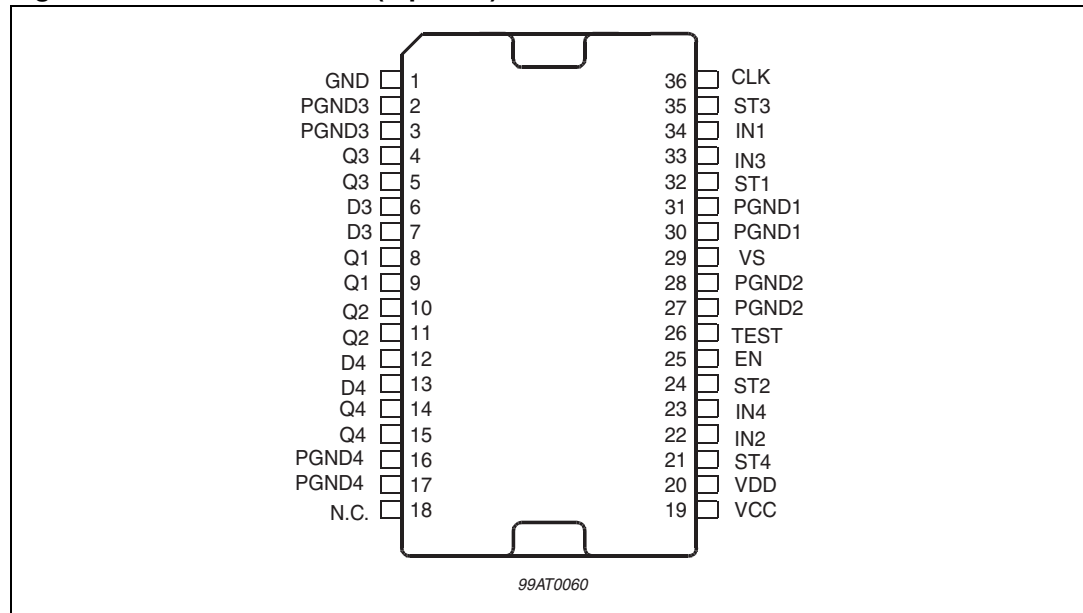 GND 1 36 CLK
PGND3 2 35 ST3
PGND3 3 34 IN1
Q3 4 33 IN3
Q3 5 32 ST1
D3 6 31 PGND1
D3 7 30 PGND1
Q1 8 29 VS
Q1 9 28 PGND2
Q2 10 27 PGND2
Q2 11 26 TEST
D4 12 25 EN
D4 13 24 ST2
Q4 14 23 IN4
Q4 15 22 IN2
PGND4 16 21 ST4
PGND4 17 20 VDD
N.C. 18 19 VCC
99AT0060